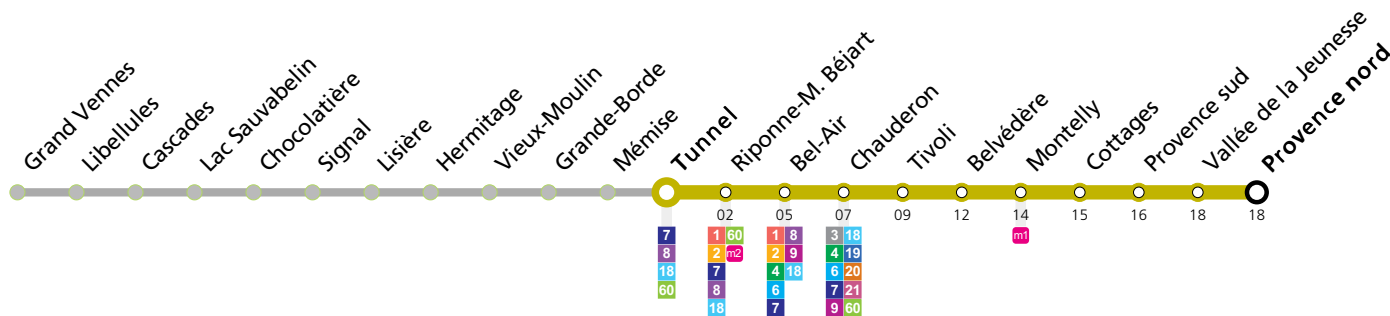 Grand Vennes
Libellules
Cascades
Lac Sauvabelin
Chocolatière
Signal
Lisière
Hermitage
Vieux-Moulin
Grande-Borde
Mémise
Tunnel
Riponne-M. Béjart
Bel-Air
Chauderon
Tivoli
Belvédère
Montelly
Cottages
Provence sud
Vallée de la Jeunesse
Provence nord
02 05 07 09 12 14 15 16 18 18
7 1 60 1 8 3 18 m1
8 2 m2 2 9 4 19
18 7 4 18 6 20
60 8 6 7 21
18 7 9 60